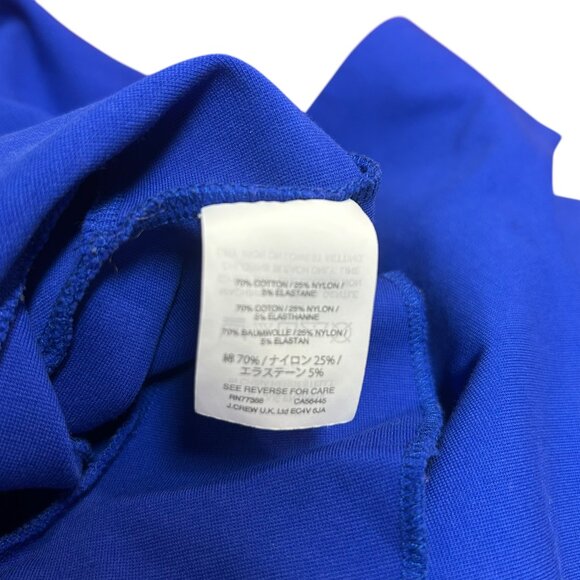 70% COTTON / 25% NYLON /
5% ELASTANE
70% COTON / 25% NYLON /
5% ELASTHANNE
70% BAUMWOLLE / 25% NYLON /
5% ELASTAN
綿 70% / ナイロン 25% /
エラステーン 5%
SEE REVERSE FOR CARE
RN77388 CA56445
J.CREW U.K. Ltd EC4V 6JA